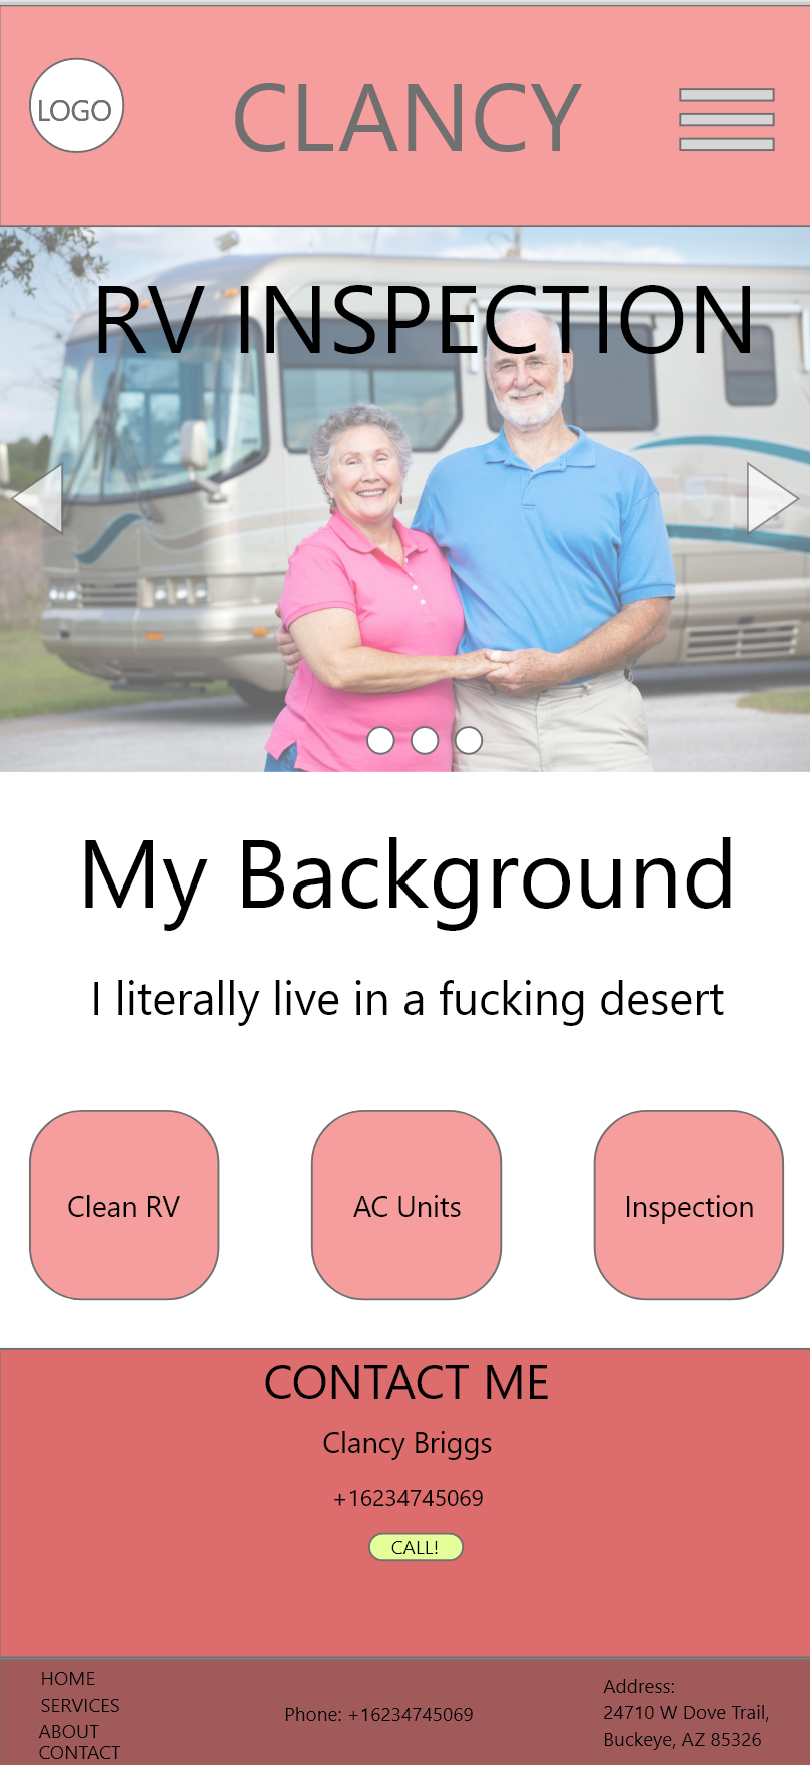 LOGO
CLANCY
RV INSPECTION
My Background
I literally live in a fucking desert
Clean RV
AC Units
Inspection
CONTACT ME
Clancy Briggs
+16234745069
CALL!
HOME
SERVICES
ABOUT
CONTACT
Phone: +16234745069
Address:
24710 W Dove Trail,
Buckeye, AZ 85326